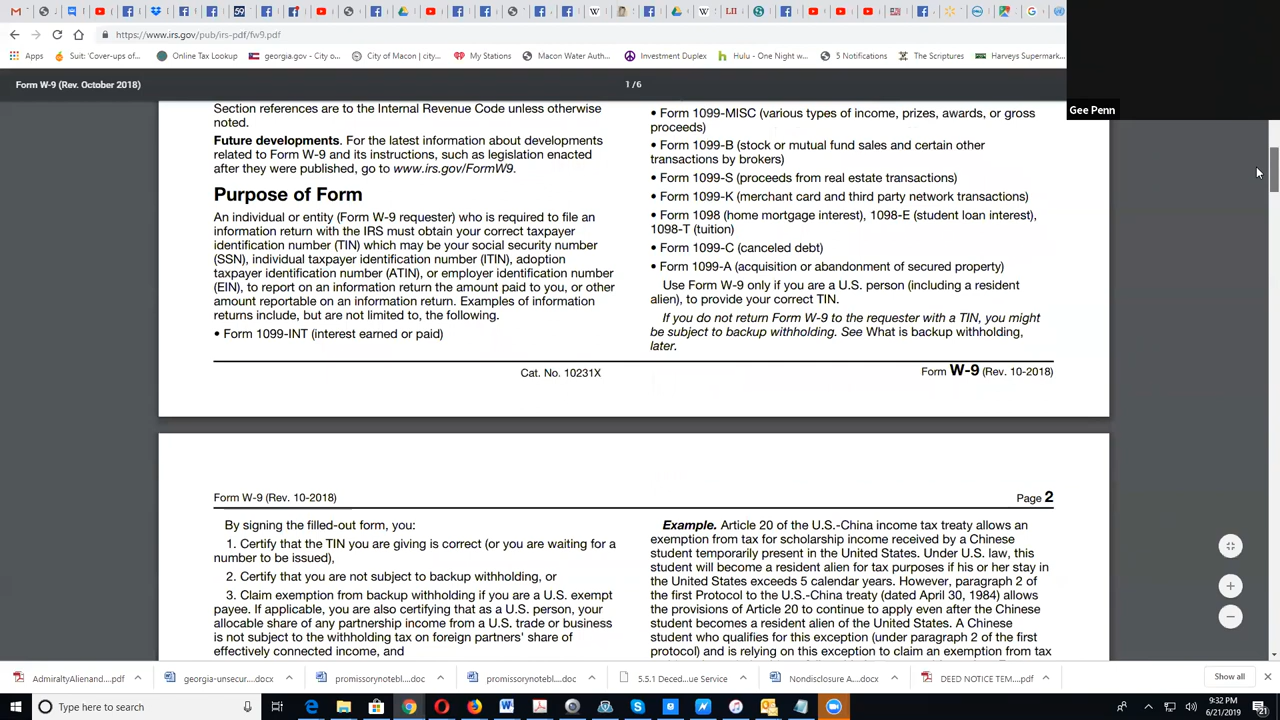 https://www.irs.gov/pub/irs-pdf/fw9.pdf
Apps
Suit: 'Cover-ups of...
Online Tax Lookup
georgia.gov - City o...
City of Macon | city...
My Stations
Macon Water Auth...
Investment Duplex
Hulu - One Night w...
5 Notifications
The Scriptures
Harveys Supermark...
Gee Penn
Form W-9 (Rev. October 2018)
1 / 6
Section references are to the Internal Revenue Code unless otherwise
noted.
Future developments. For the latest information about developments
related to Form W-9 and its instructions, such as legislation enacted
after they were published, go to www.irs.gov/FormW9.
Purpose of Form
An individual or entity (Form W-9 requester) who is required to file an
information return with the IRS must obtain your correct taxpayer
identification number (TIN) which may be your social security number
(SSN), individual taxpayer identification number (ITIN), adoption
taxpayer identification number (ATIN), or employer identification number
(EIN), to report on an information return the amount paid to you, or other
amount reportable on an information return. Examples of information
returns include, but are not limited to, the following.
• Form 1099-INT (interest earned or paid)
• Form 1099-MISC (various types of income, prizes, awards, or gross
proceeds)
• Form 1099-B (stock or mutual fund sales and certain other
transactions by brokers)
• Form 1099-S (proceeds from real estate transactions)
• Form 1099-K (merchant card and third party network transactions)
• Form 1098 (home mortgage interest), 1098-E (student loan interest),
1098-T (tuition)
• Form 1099-C (canceled debt)
• Form 1099-A (acquisition or abandonment of secured property)
Use Form W-9 only if you are a U.S. person (including a resident
alien), to provide your correct TIN.
If you do not return Form W-9 to the requester with a TIN, you might
be subject to backup withholding. See What is backup withholding,
later.
Cat. No. 10231X
Form W-9 (Rev. 10-2018)
Form W-9 (Rev. 10-2018)
Page 2
By signing the filled-out form, you:
1. Certify that the TIN you are giving is correct (or you are waiting for a
number to be issued),
2. Certify that you are not subject to backup withholding, or
3. Claim exemption from backup withholding if you are a U.S. exempt
payee. If applicable, you are also certifying that as a U.S. person, your
allocable share of any partnership income from a U.S. trade or business
is not subject to the withholding tax on foreign partners' share of
effectively connected income, and
Example. Article 20 of the U.S.-China income tax treaty allows an
exemption from tax for scholarship income received by a Chinese
student temporarily present in the United States. Under U.S. law, this
student will become a resident alien for tax purposes if his or her stay in
the United States exceeds 5 calendar years. However, paragraph 2 of
the first Protocol to the U.S.-China treaty (dated April 30, 1984) allows
the provisions of Article 20 to continue to apply even after the Chinese
student becomes a resident alien of the United States. A Chinese
student who qualifies for this exception (under paragraph 2 of the first
protocol) and is relying on this exception to claim an exemption from tax
AdmiraltyAlienand....pdf
georgia-unsecur....docx
promissorynotebl....doc
promissorynotebl....doc
5.5.1 Deced...ue Service
Nondisclosure A....docx
DEED NOTICE TEM....pdf
Show all
Type here to search
9:32 PM
6/21/2019